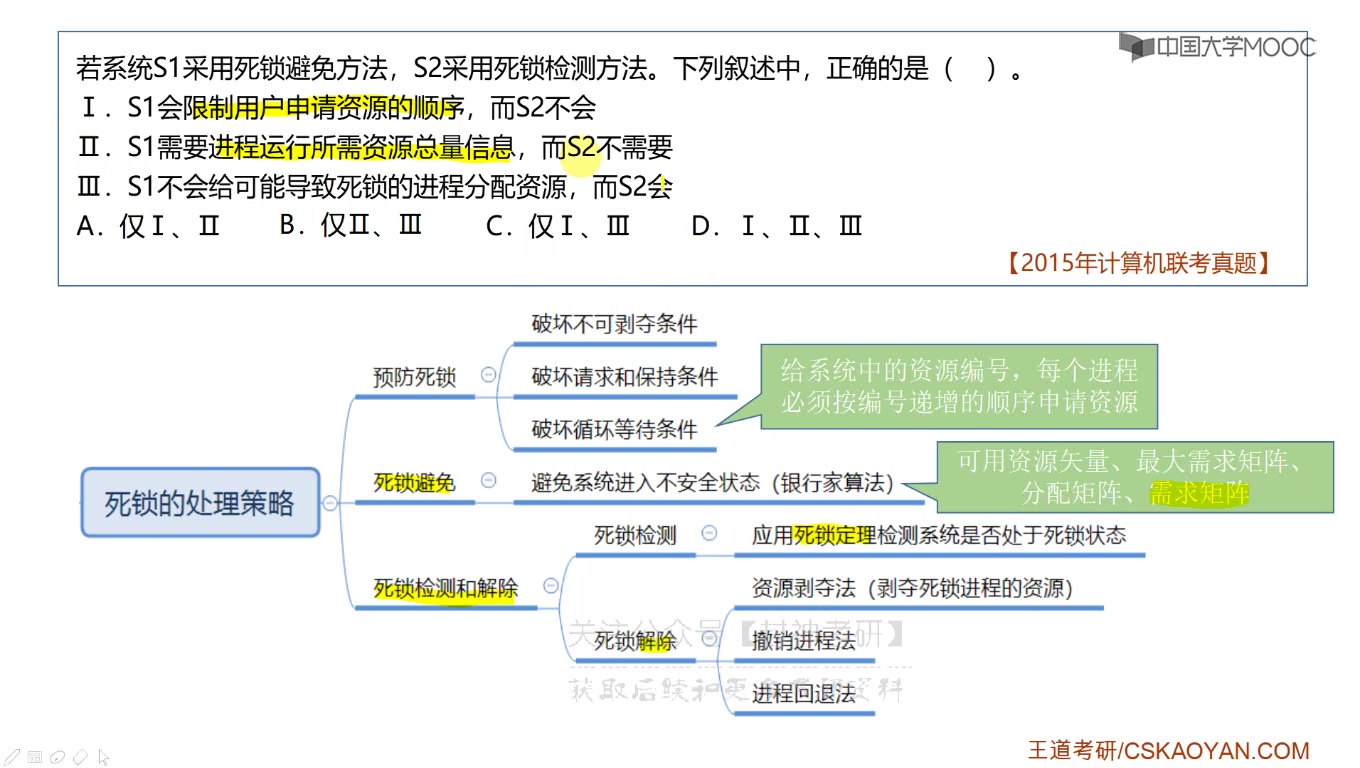 中国大学MOOC
若系统S1采用死锁避免方法，S2采用死锁检测方法。下列叙述中，正确的是（　）。
Ⅰ．S1会限制用户申请资源的顺序，而S2不会
Ⅱ．S1需要进程运行所需资源总量信息，而S2不需要
Ⅲ．S1不会给可能导致死锁的进程分配资源，而S2会
A．仅Ⅰ、Ⅱ　B．仅Ⅱ、Ⅲ　C．仅Ⅰ、Ⅲ　D．Ⅰ、Ⅱ、Ⅲ
【2015年计算机联考真题】
死锁的处理策略
预防死锁
破坏不可剥夺条件
破坏请求和保持条件
破坏循环等待条件
给系统中的资源编号，每个进程
必须按编号递增的顺序申请资源
死锁避免
避免系统进入不安全状态（银行家算法）
可用资源矢量、最大需求矩阵、
分配矩阵、需求矩阵
死锁检测和解除
死锁检测
应用死锁定理检测系统是否处于死锁状态
死锁解除
资源剥夺法（剥夺死锁进程的资源）
撤销进程法
进程回退法
关注公众号【封神考研】
获取后续和更多考研资料
王道考研/CSKAOYAN.COM